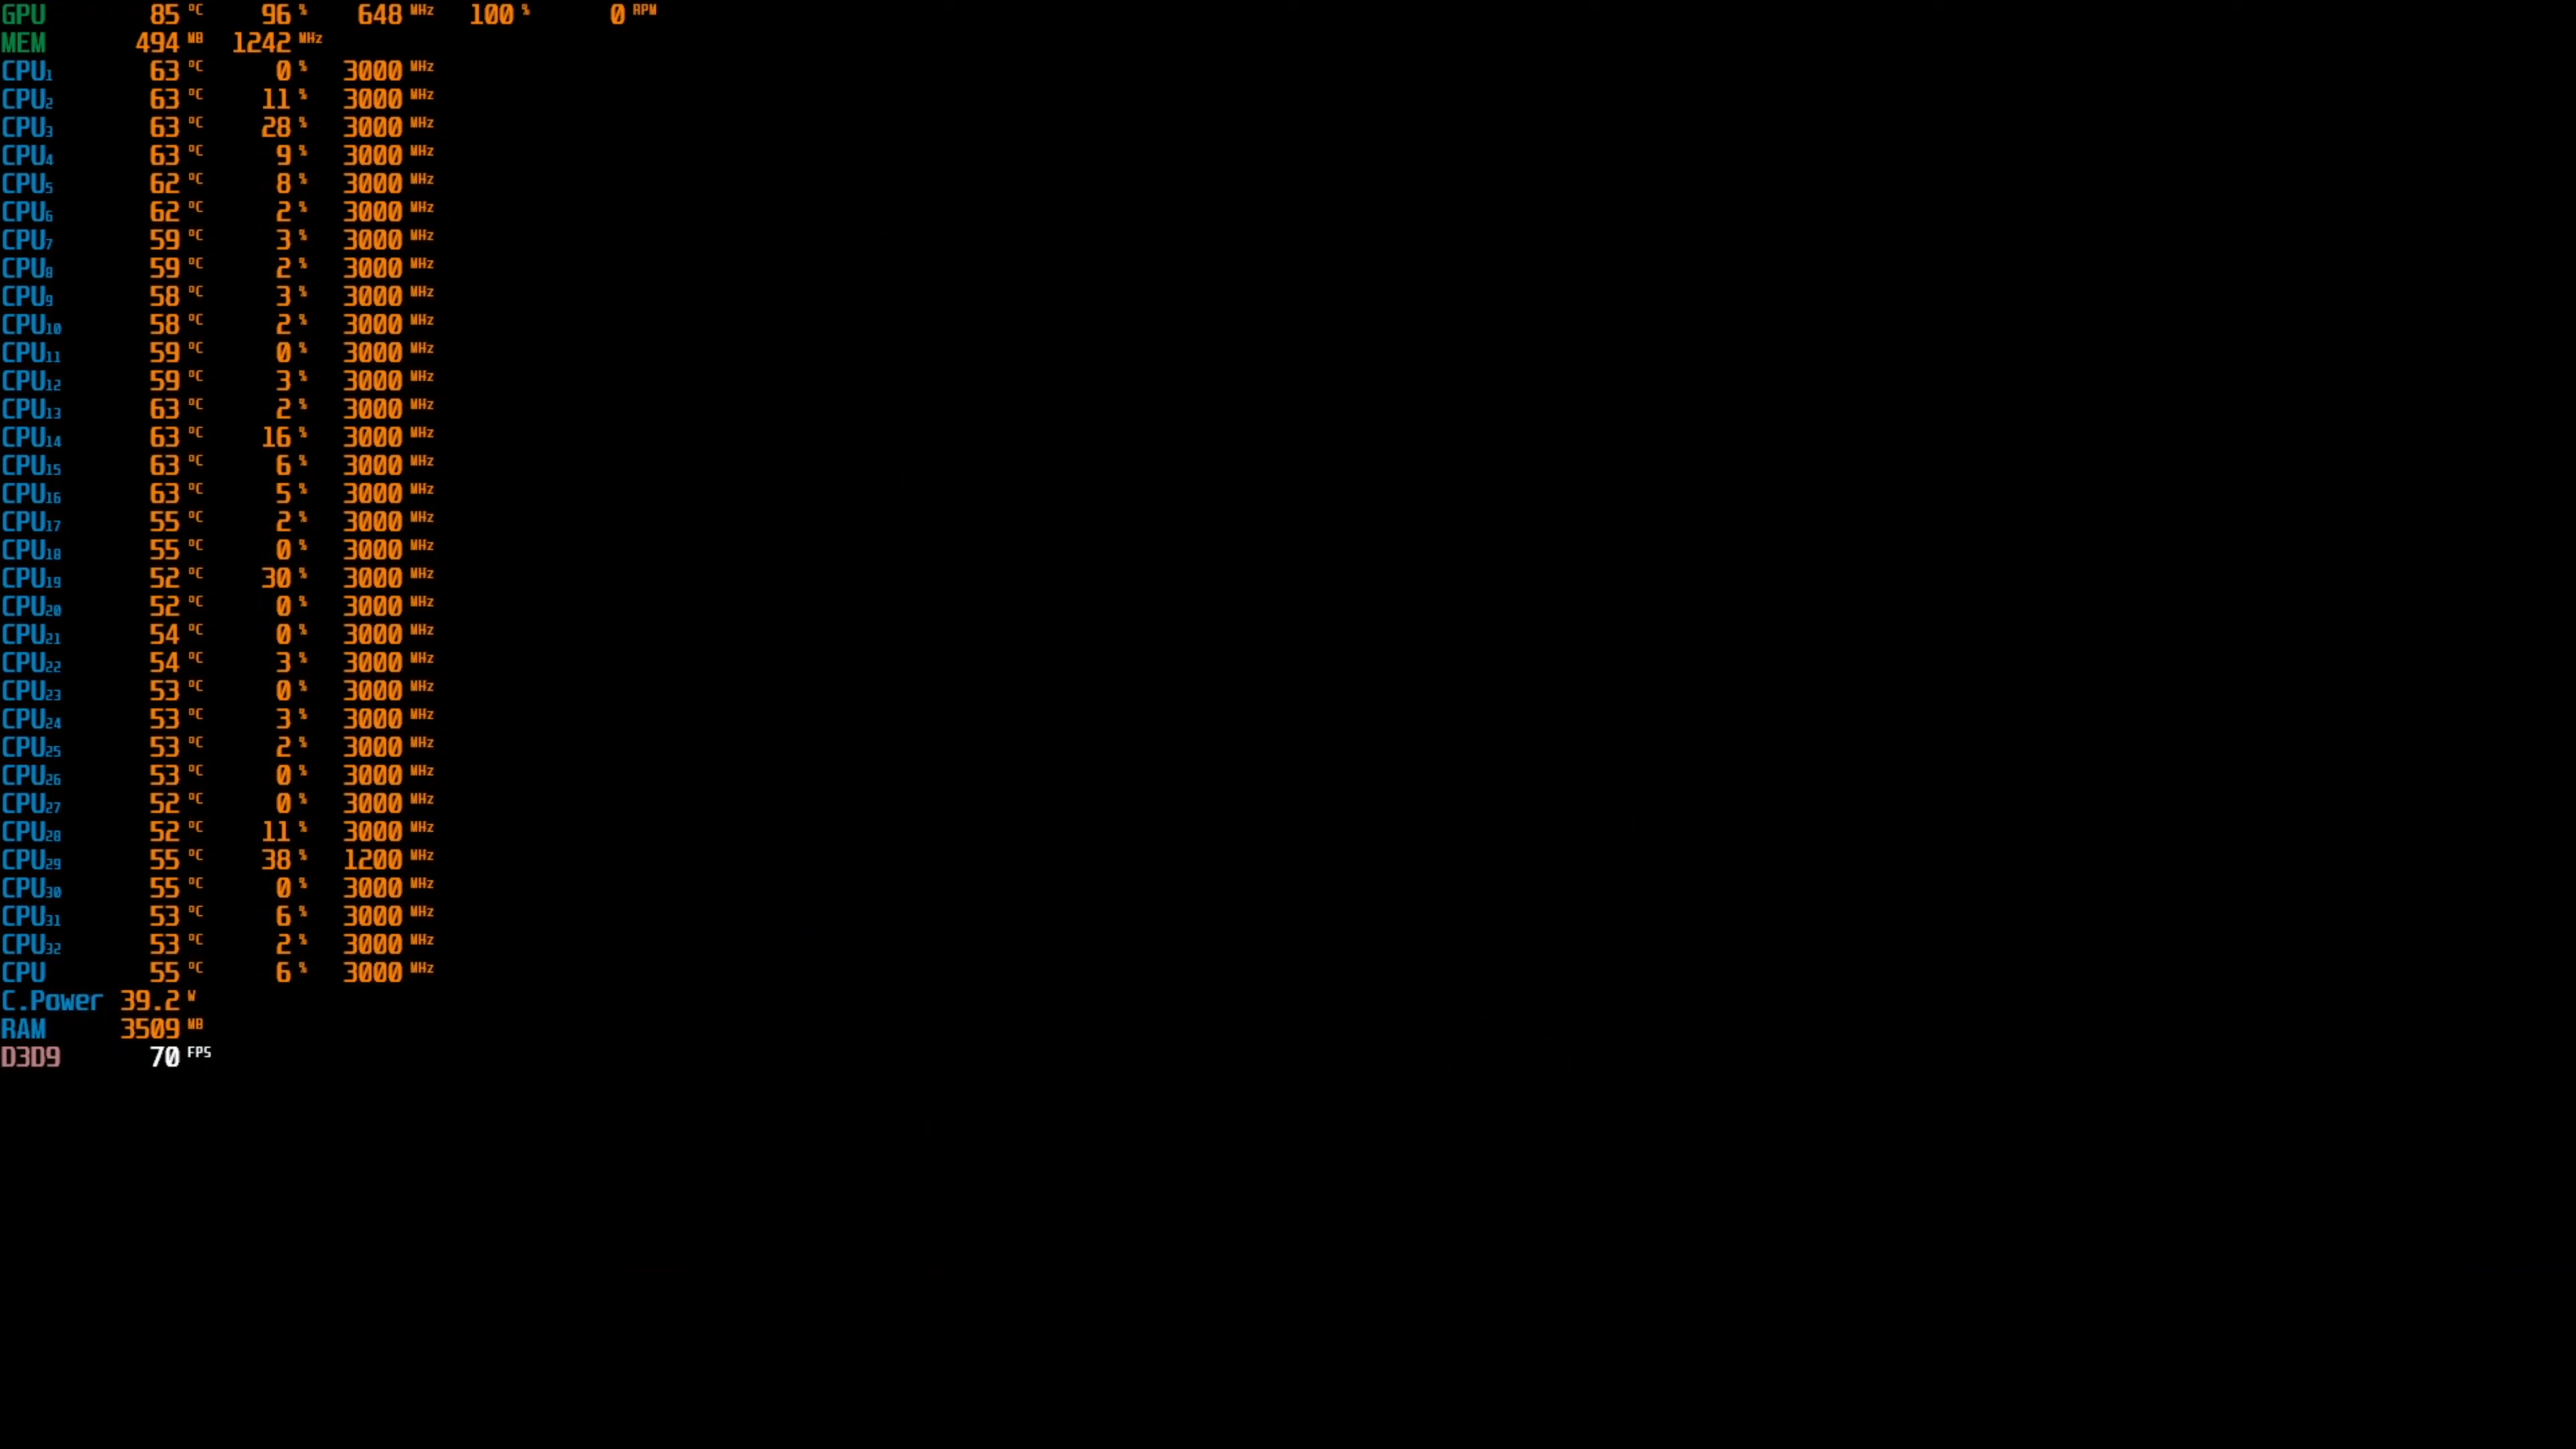 GPU 85 °C 96 % 648 MHz 100 % 0 RPM
MEM 494 MB 1242 MHz
CPU1 63 °C 0 % 3000 MHz
CPU2 63 °C 11 % 3000 MHz
CPU3 63 °C 28 % 3000 MHz
CPU4 63 °C 9 % 3000 MHz
CPU5 62 °C 8 % 3000 MHz
CPU6 62 °C 2 % 3000 MHz
CPU7 59 °C 3 % 3000 MHz
CPU8 59 °C 2 % 3000 MHz
CPU9 58 °C 3 % 3000 MHz
CPU10 58 °C 2 % 3000 MHz
CPU11 59 °C 0 % 3000 MHz
CPU12 59 °C 3 % 3000 MHz
CPU13 63 °C 2 % 3000 MHz
CPU14 63 °C 16 % 3000 MHz
CPU15 63 °C 6 % 3000 MHz
CPU16 63 °C 5 % 3000 MHz
CPU17 55 °C 2 % 3000 MHz
CPU18 55 °C 0 % 3000 MHz
CPU19 52 °C 30 % 3000 MHz
CPU20 52 °C 0 % 3000 MHz
CPU21 54 °C 0 % 3000 MHz
CPU22 54 °C 3 % 3000 MHz
CPU23 53 °C 0 % 3000 MHz
CPU24 53 °C 3 % 3000 MHz
CPU25 53 °C 2 % 3000 MHz
CPU26 53 °C 0 % 3000 MHz
CPU27 52 °C 0 % 3000 MHz
CPU28 52 °C 11 % 3000 MHz
CPU29 55 °C 38 % 1200 MHz
CPU30 55 °C 0 % 3000 MHz
CPU31 53 °C 6 % 3000 MHz
CPU32 53 °C 2 % 3000 MHz
CPU 55 °C 6 % 3000 MHz
C.Power 39.2 W
RAM 3509 MB
D3D9 70 FPS